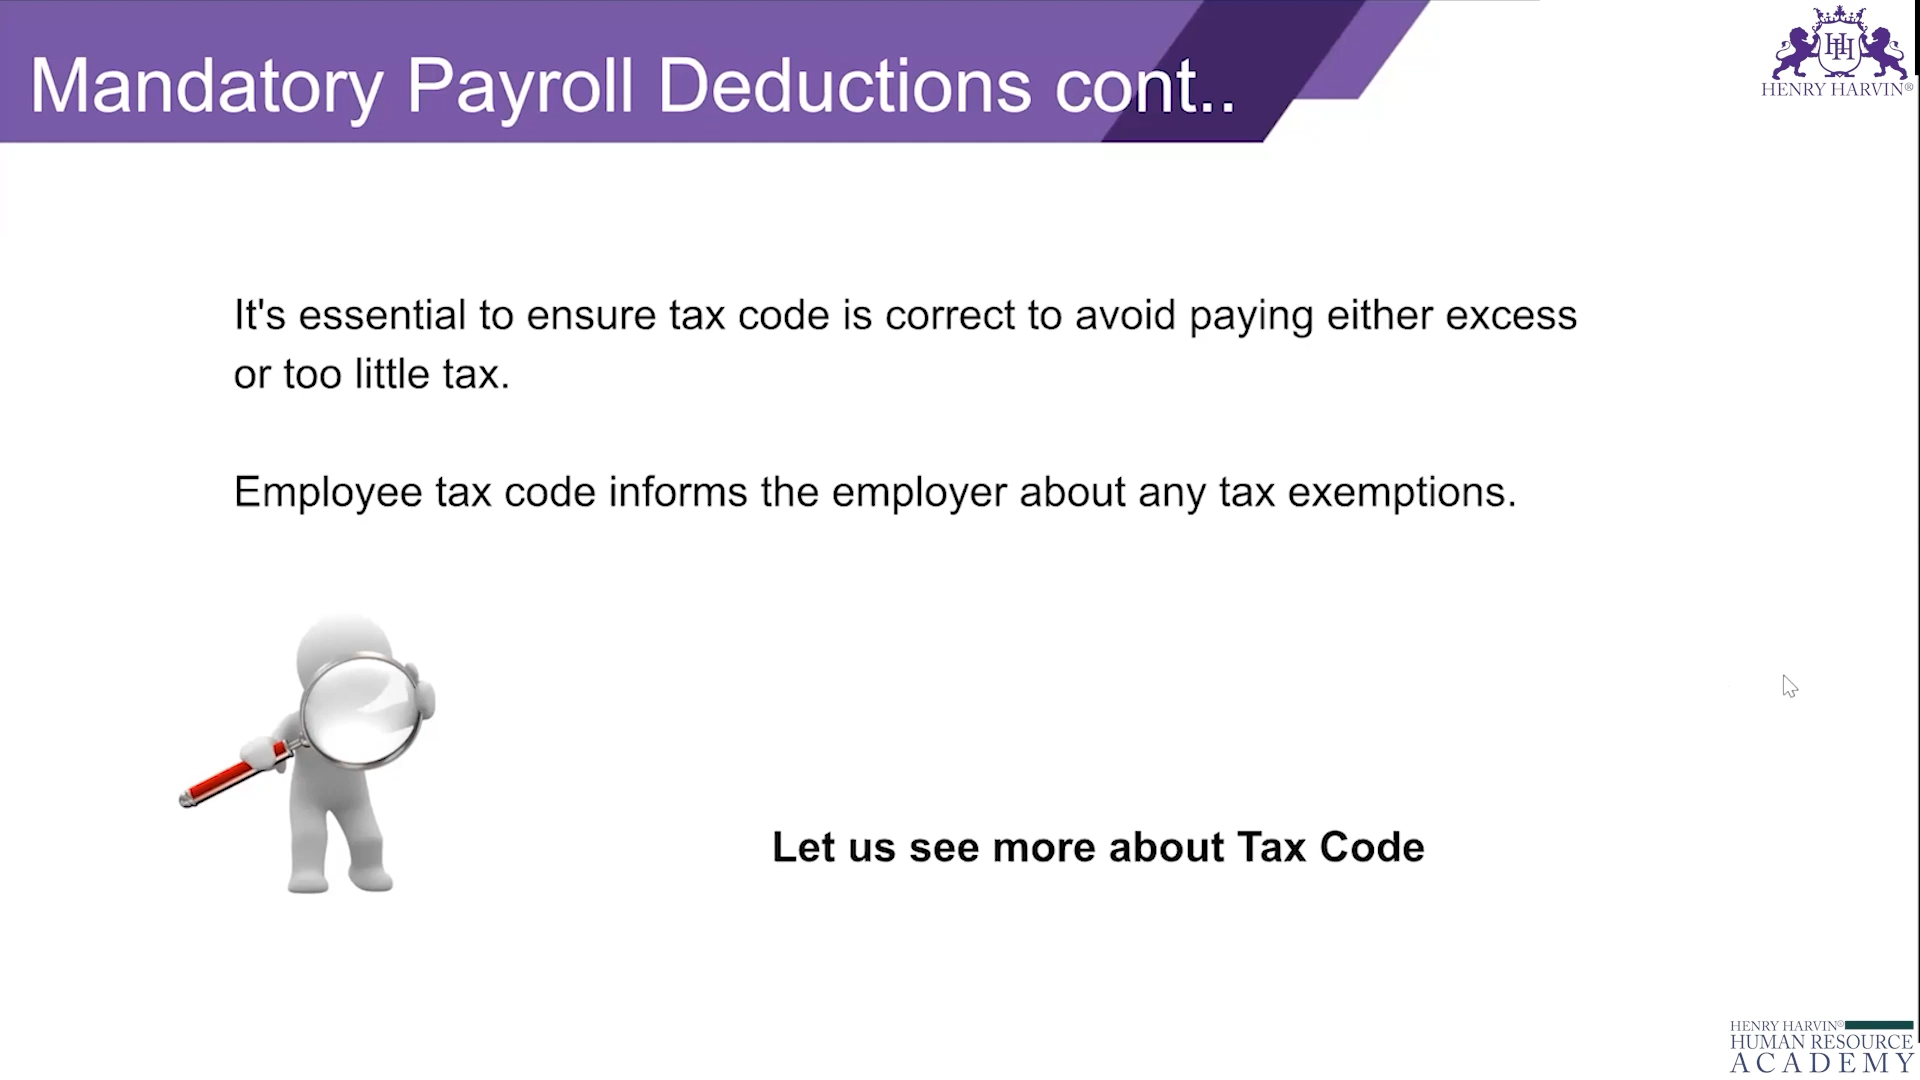 Mandatory Payroll Deductions cont..
HH
HENRY HARVIN®
It's essential to ensure tax code is correct to avoid paying either excess
or too little tax.
Employee tax code informs the employer about any tax exemptions.
Let us see more about Tax Code
HENRY HARVIN®
HUMAN RESOURCE
ACADEMY